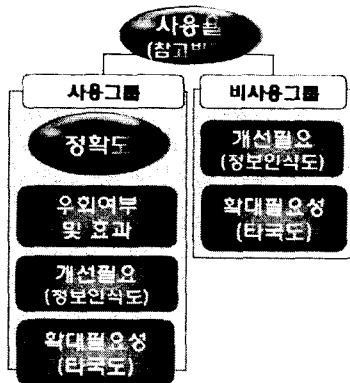 사용률
(참고비율)
사용그룹
정확도
우회여부
및 효과
개선필요
(정보인식도)
확대필요성
(타국도)
비사용그룹
개선필요
(정보인식도)
확대필요성
(타국도)